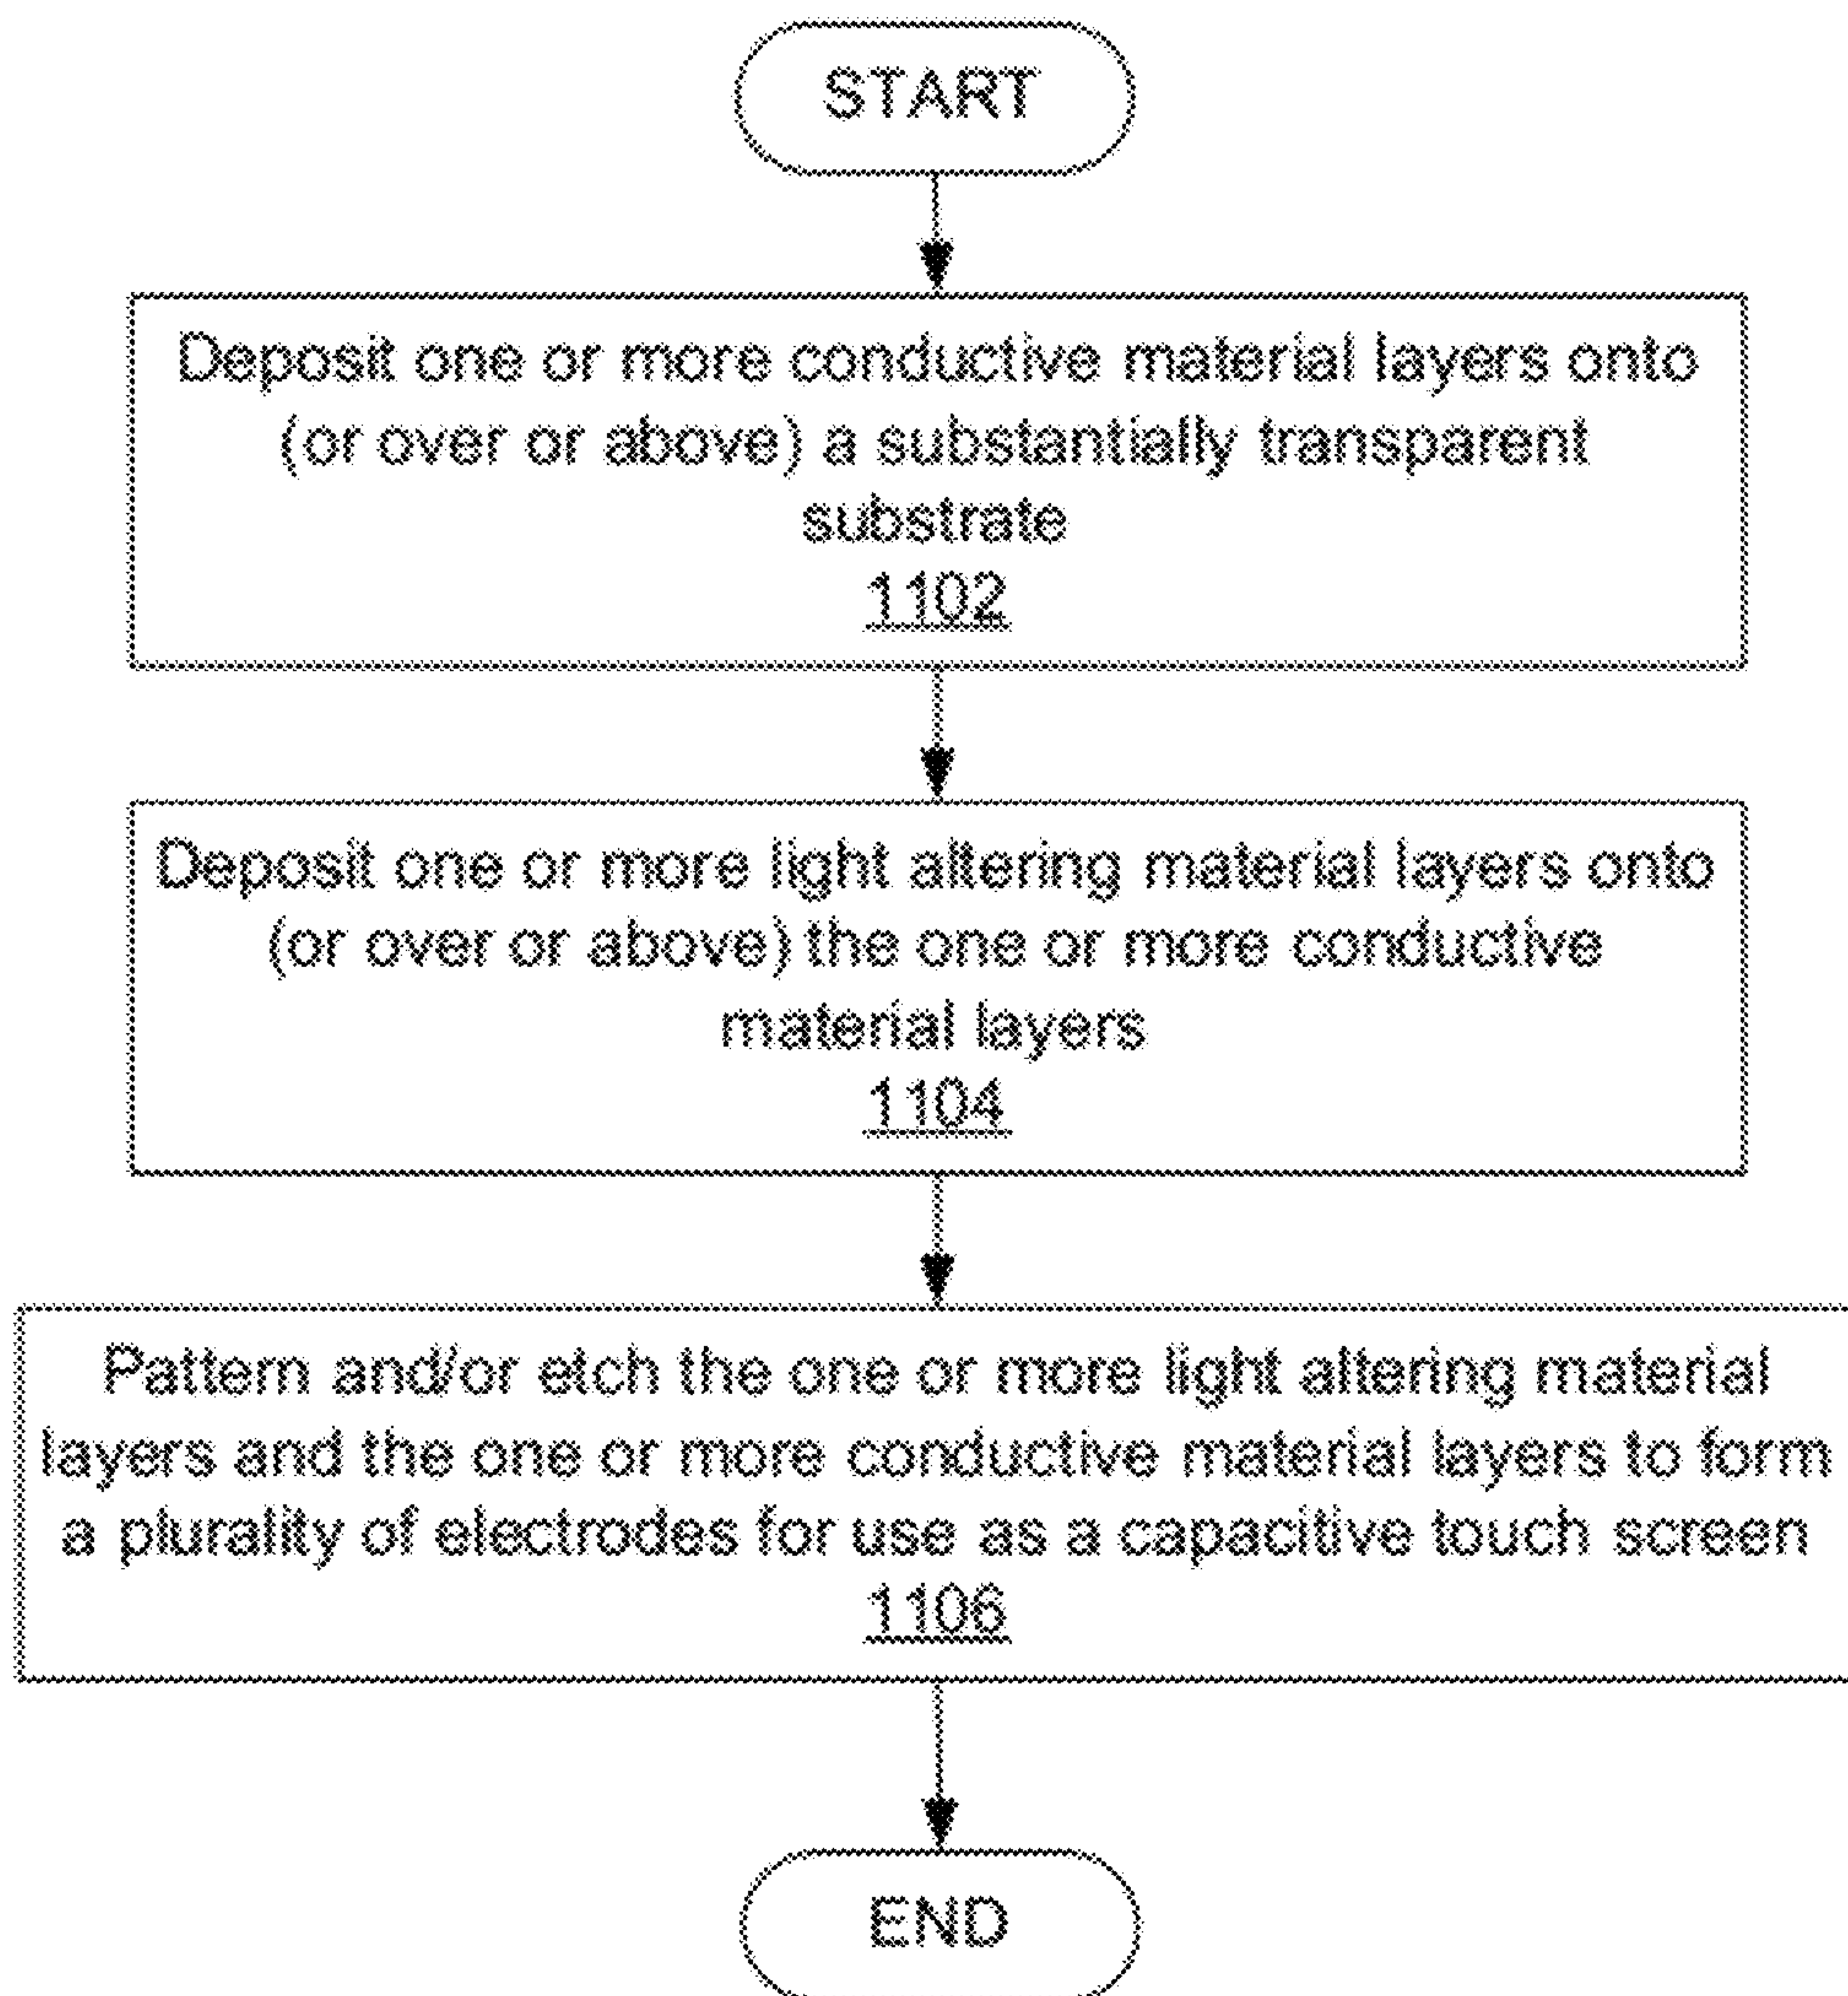 START
Deposit one or more conductive material layers onto
(or over or above) a substantially transparent
substrate
1102
Deposit one or more light altering material layers onto
(or over or above) the one or more conductive
material layers
1104
Pattern and/or etch the one or more light altering material
layers and the one or more conductive material layers to form
a plurality of electrodes for use as a capacitive touch screen
1106
END